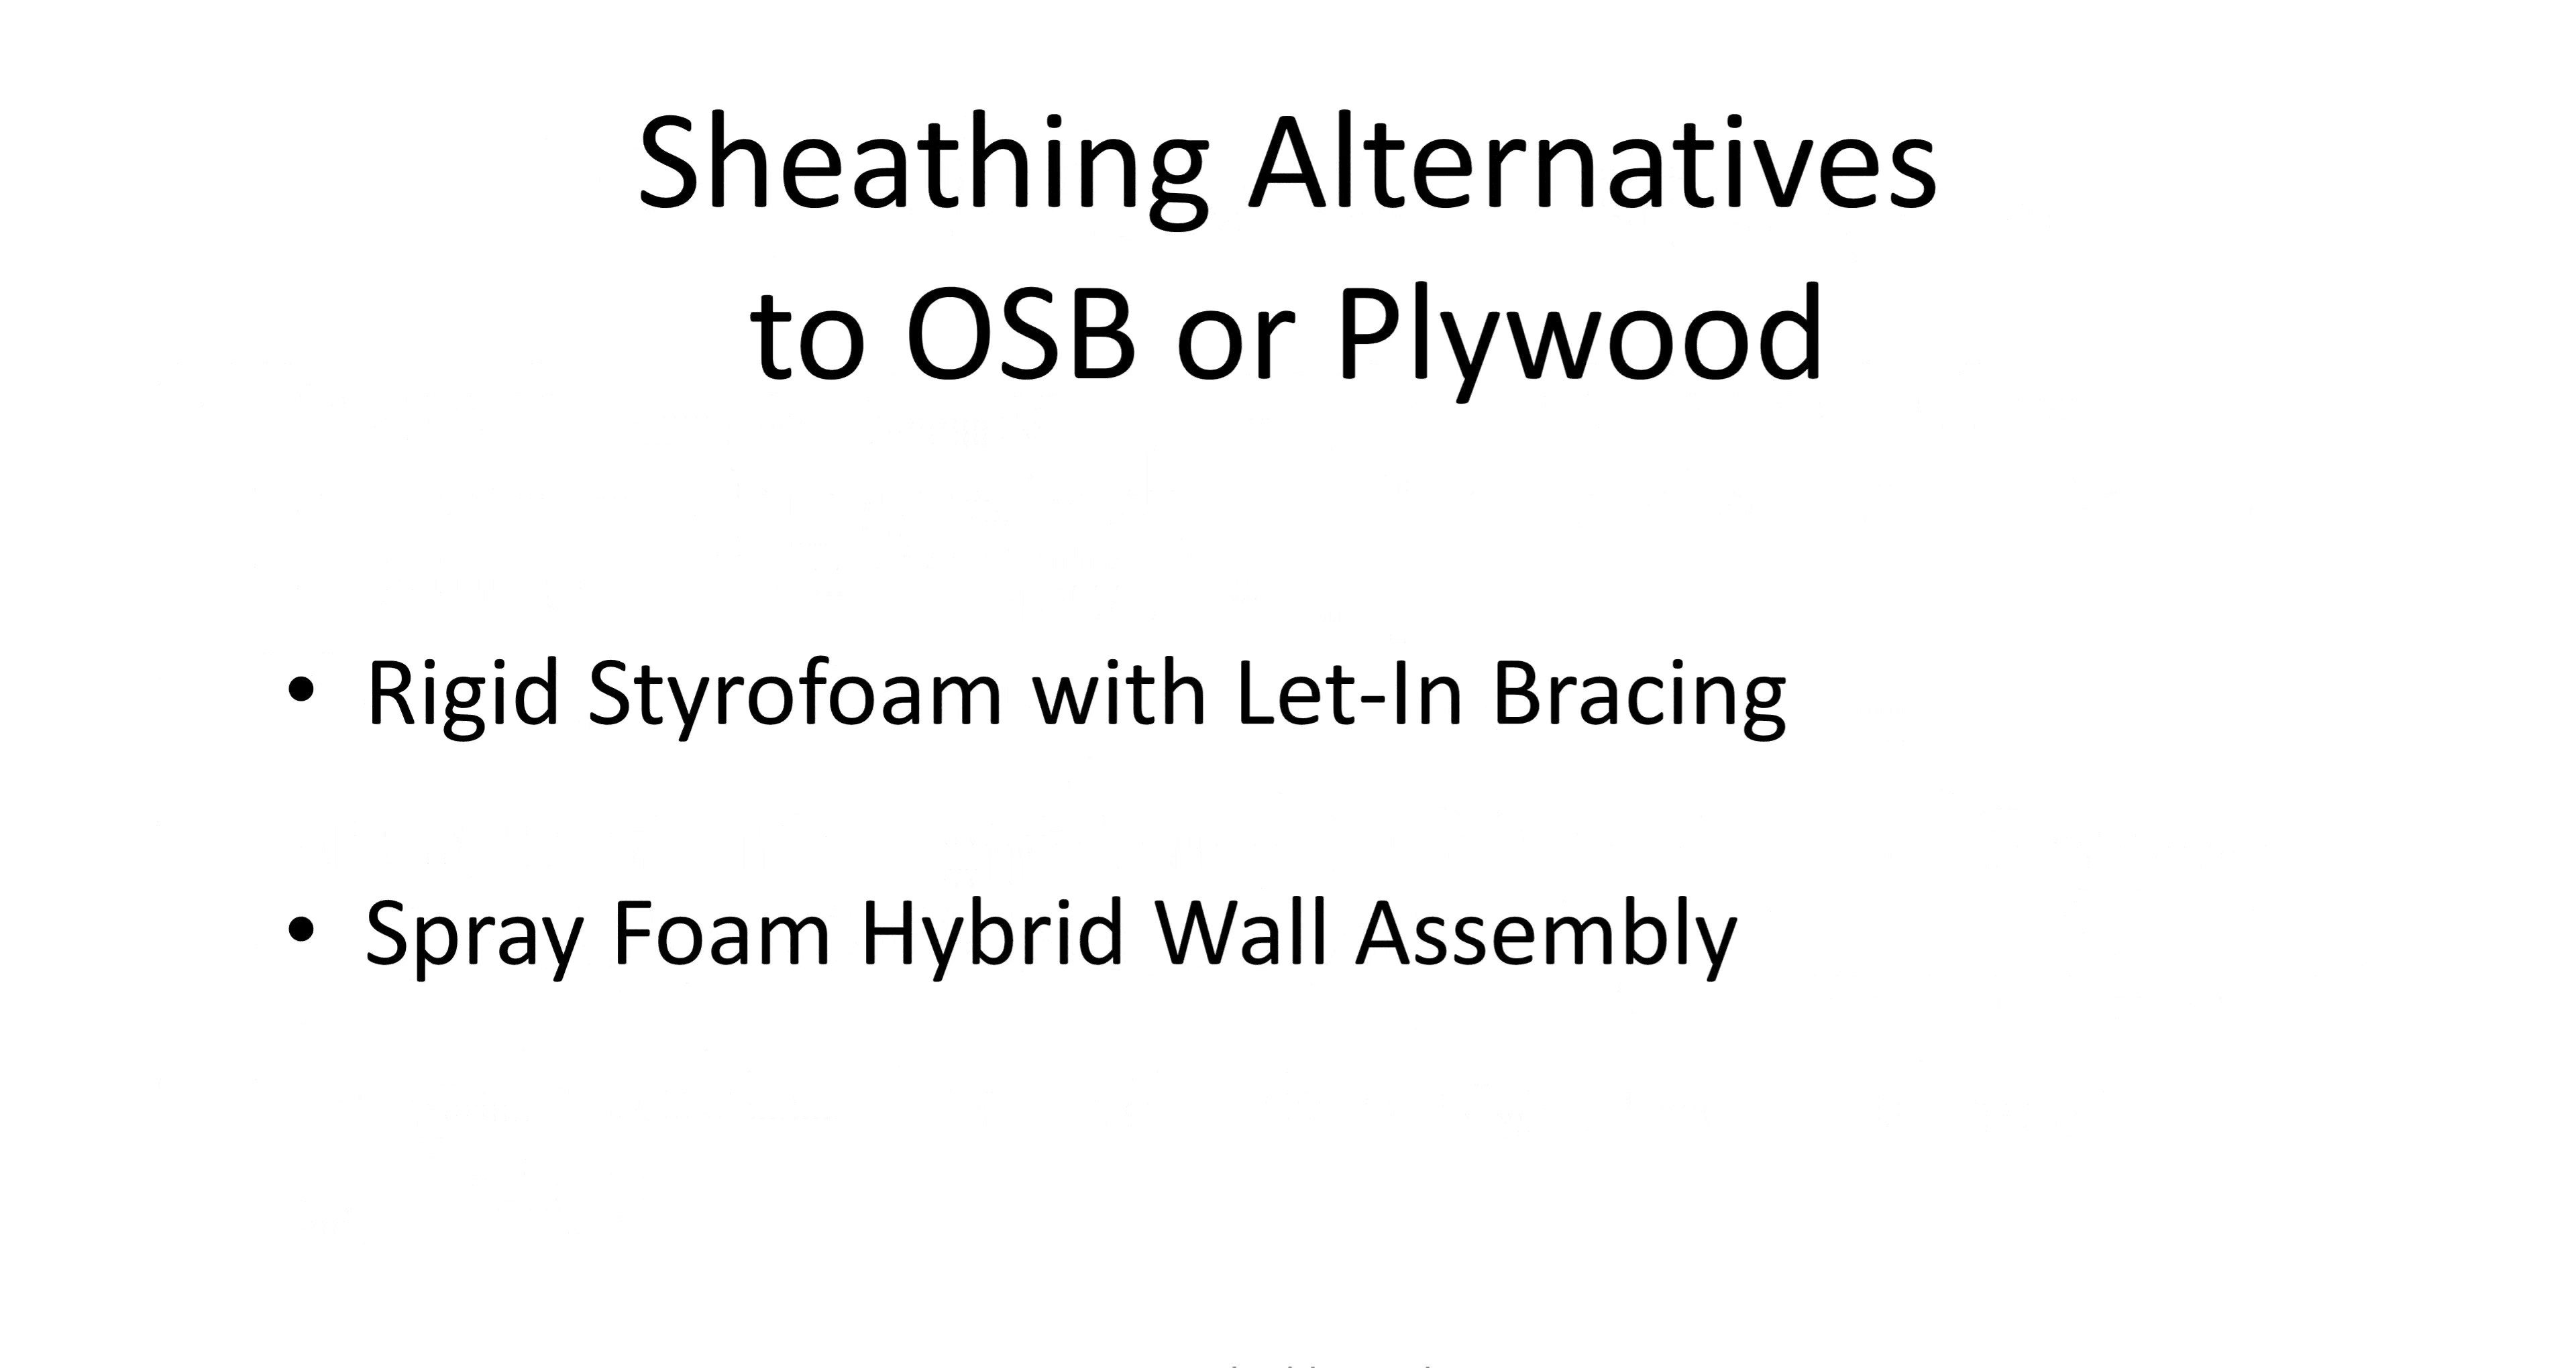 Sheathing Alternatives
to OSB or Plywood
• Rigid Styrofoam with Let-In Bracing
• Spray Foam Hybrid Wall Assembly